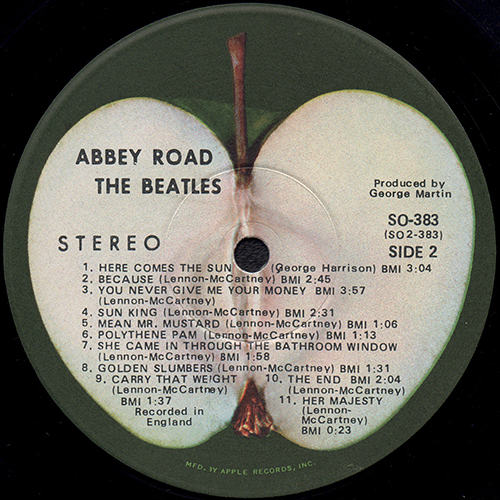 ABBEY ROAD
THE BEATLES
Produced by
George Martin
STEREO
SO-383
(SO2-383)
SIDE 2
1. HERE COMES THE SUN (George Harrison) BMI 3:04
2. BECAUSE (Lennon-McCartney) BMI 2:45
3. YOU NEVER GIVE ME YOUR MONEY BMI 3:57
(Lennon-McCartney)
4. SUN KING (Lennon-McCartney) BMI 2:31
5. MEAN MR. MUSTARD (Lennon-McCartney) BMI 1:06
6. POLYTHENE PAM (Lennon-McCartney) BMI 1:13
7. SHE CAME IN THROUGH THE BATHROOM WINDOW
(Lennon-McCartney) BMI 1:58
8. GOLDEN SLUMBERS (Lennon-McCartney) BMI 1:31
9. CARRY THAT WEIGHT
(Lennon-McCartney)
BMI 1:37
10. THE END BMI 2:04
(Lennon-McCartney)
11. HER MAJESTY
(Lennon-
McCartney)
BMI 0:23
Recorded in
England
MFD. BY APPLE RECORDS, INC.